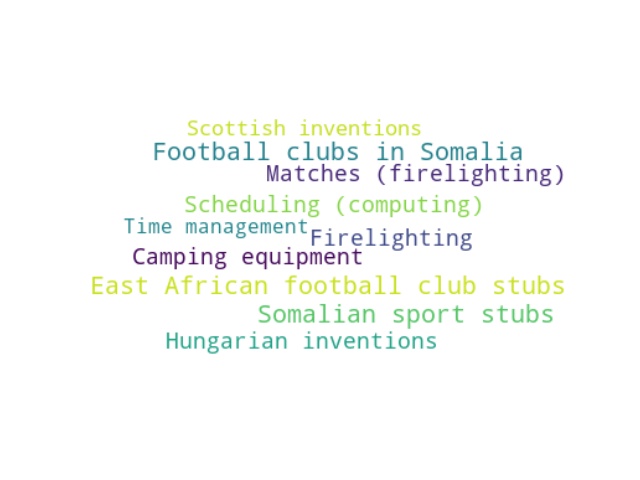 Scottish inventions
Football clubs in Somalia
Matches (firelighting)
Scheduling (computing)
Time management
Firelighting
Camping equipment
East African football club stubs
Somalian sport stubs
Hungarian inventions